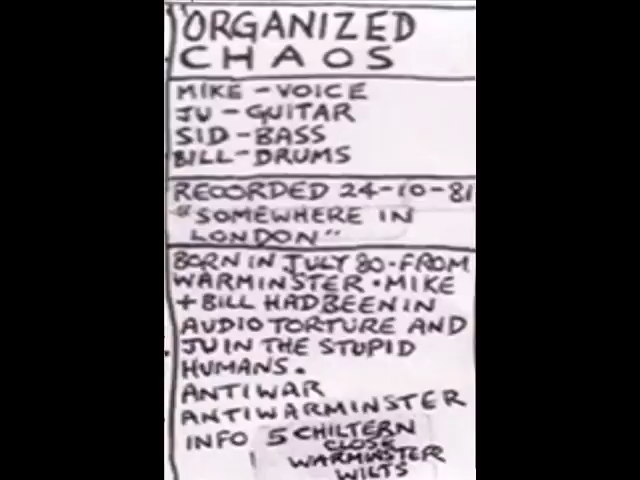 "ORGANIZED
CHAOS
MIKE - VOICE
JU - GUITAR
SID - BASS
BILL - DRUMS
RECORDED 24-10-81
"SOMEWHERE IN
LONDON"
BORN IN JULY 80 - FROM
WARMINSTER • MIKE
+ BILL HAD BEEN IN
AUDIO TORTURE AND
JU IN THE STUPID
HUMANS.
ANTIWAR
ANTIWARMINSTER
INFO 5 CHILTERN
CLOSE
WARMINSTER
WILTS